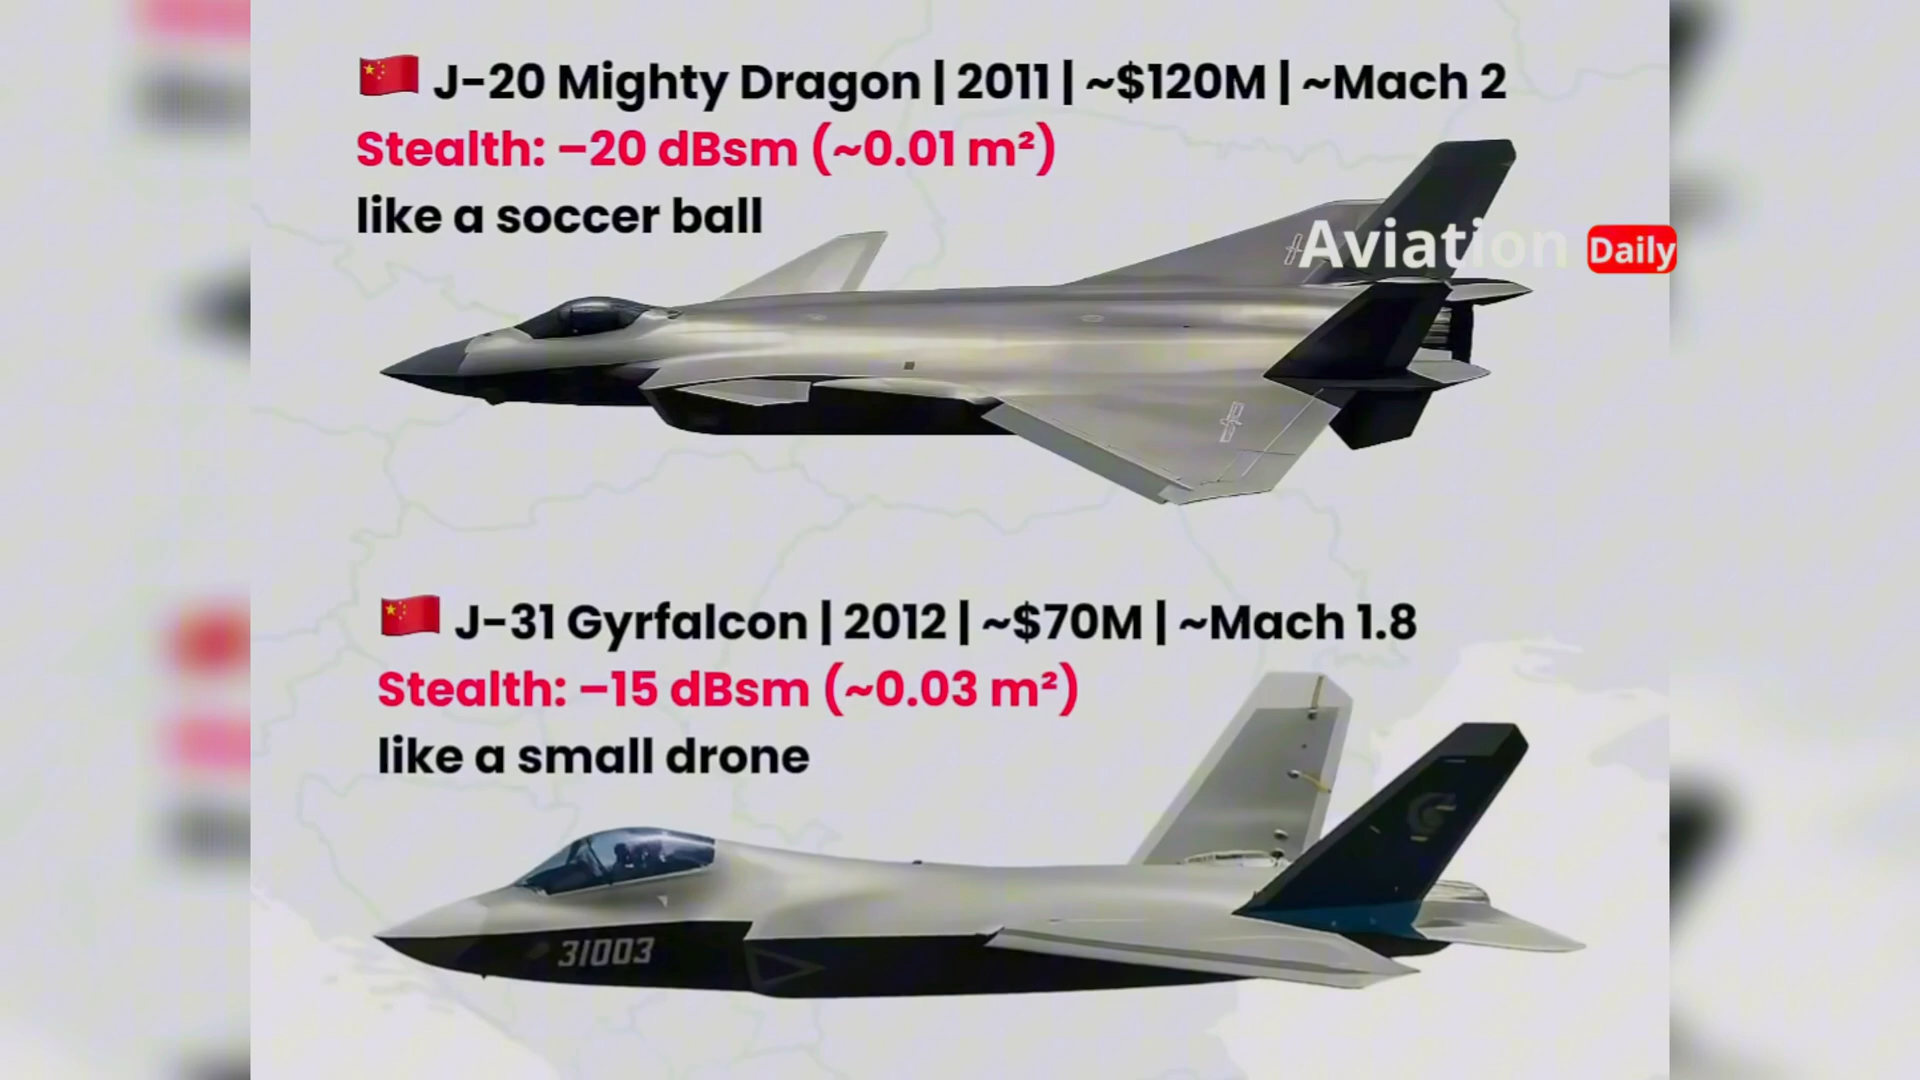 J-20 Mighty Dragon | 2011 | ~$120M | ~Mach 2
Stealth: –20 dBsm (~0.01 m²)
like a soccer ball
Aviation Daily
J-31 Gyrfalcon | 2012 | ~$70M | ~Mach 1.8
Stealth: –15 dBsm (~0.03 m²)
like a small drone
31003